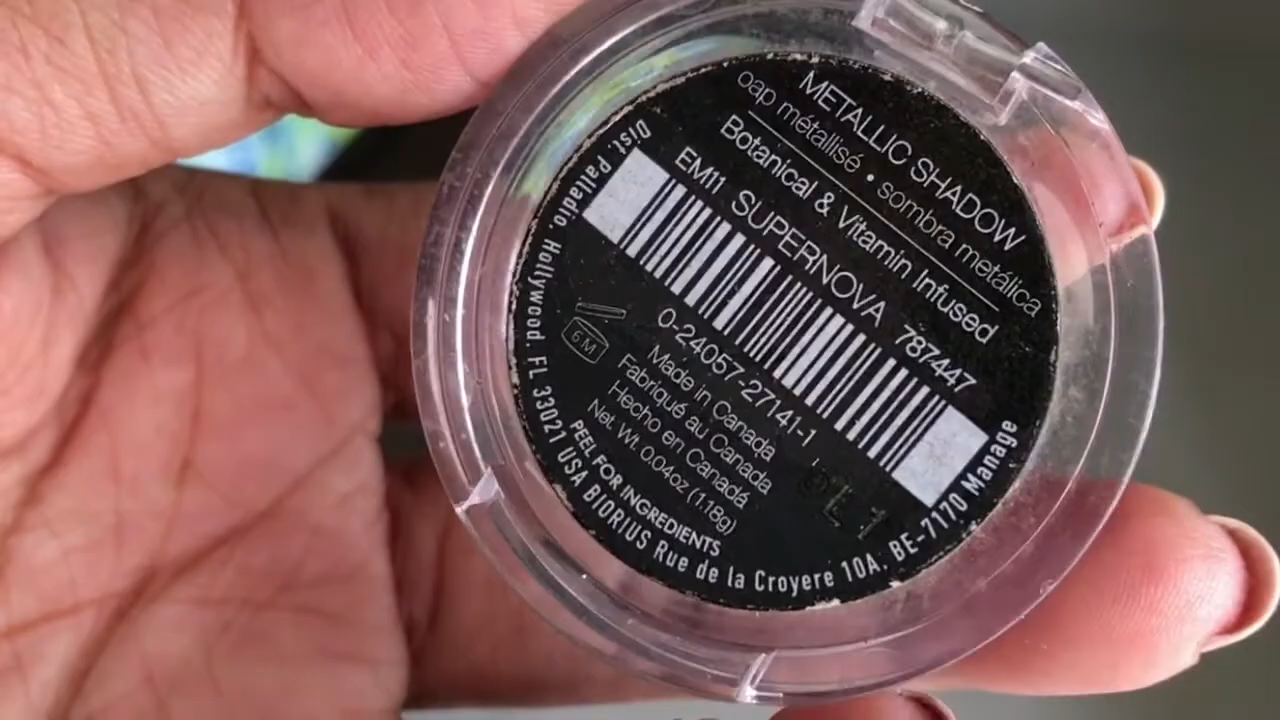 METALLIC SHADOW
oap métallisé • sombra metálica
Botanical & Vitamin Infused
EM11 SUPERNOVA 787447
0-24057-27141-1
Made in Canada
Fabriqué au Canada
Hecho en Canadá
Net. Wt. 0.04oz (1.18g)
PEEL FOR INGREDIENTS
6 M
Dist. Palladio. Hollywood. FL 33021 USA BIORIUS Rue de la Croyere 10A, BE-7170 Manage